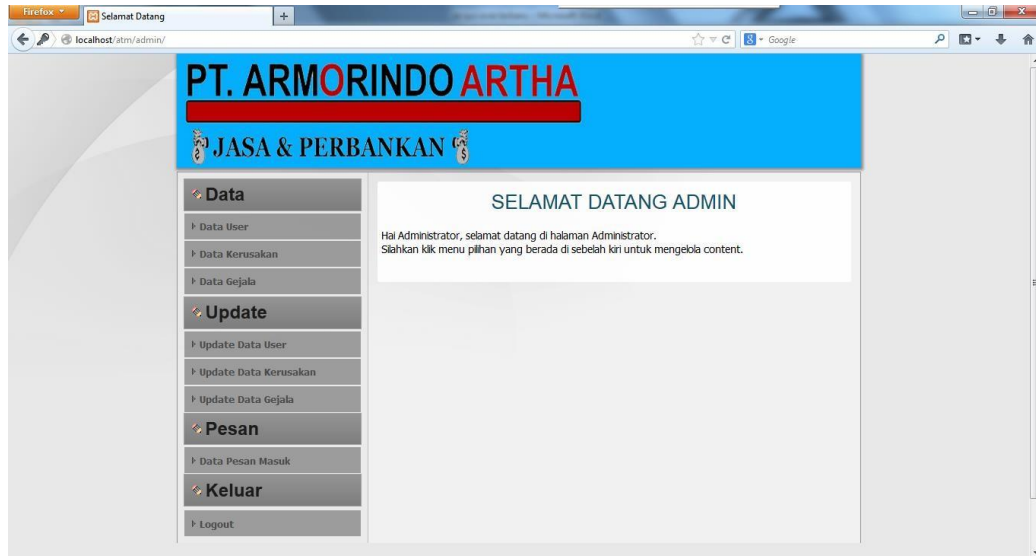 Firefox
Selamat Datang
localhost/atm/admin/
Google
PT. ARMORINDO ARTHA
JASA & PERBANKAN
Data
Data User
Data Kerusakan
Data Gejala
Update
Update Data User
Update Data Kerusakan
Update Data Gejala
Pesan
Data Pesan Masuk
Keluar
Logout
SELAMAT DATANG ADMIN
Hai Administrator, selamat datang di halaman Administrator.
Silahkan klik menu pilihan yang berada di sebelah kiri untuk mengelola content.